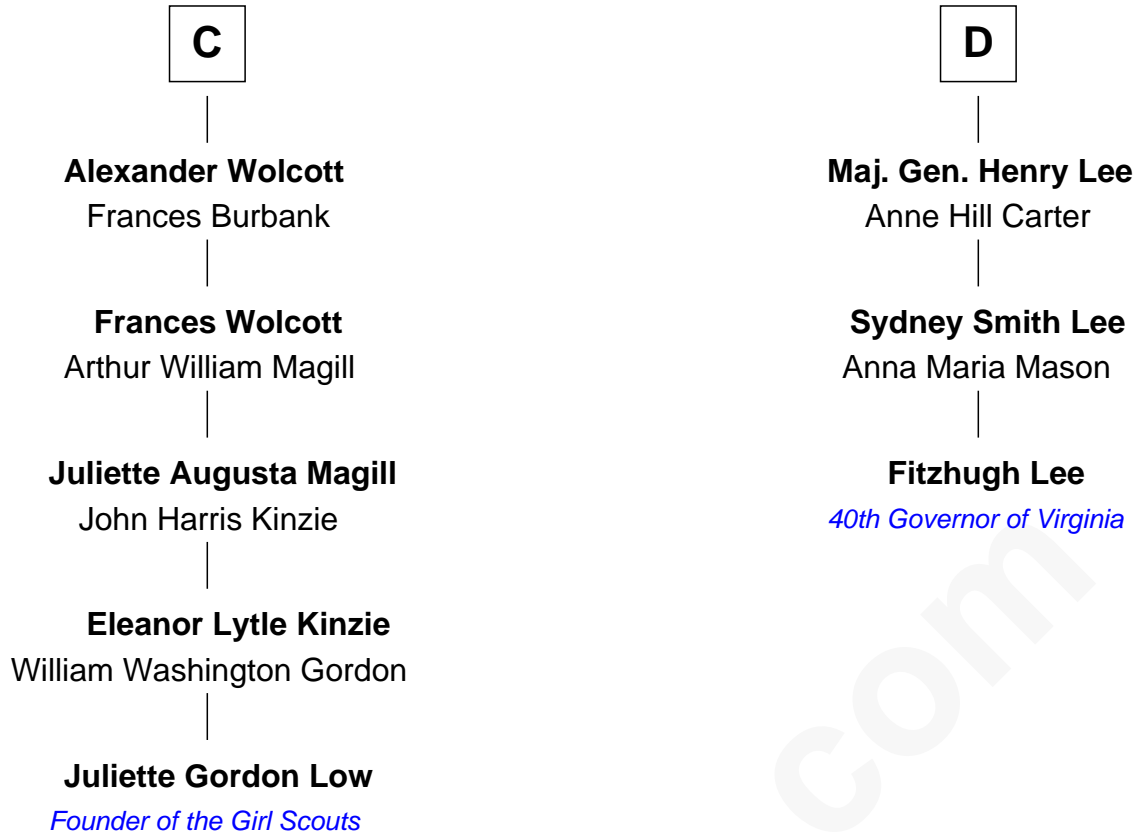 C
Alexander Wolcott
Frances Burbank
Frances Wolcott
Arthur William Magill
Juliette Augusta Magill
John Harris Kinzie
Eleanor Lytle Kinzie
William Washington Gordon
Juliette Gordon Low
Founder of the Girl Scouts
D
Maj. Gen. Henry Lee
Anne Hill Carter
Sydney Smith Lee
Anna Maria Mason
Fitzhugh Lee
40th Governor of Virginia
com